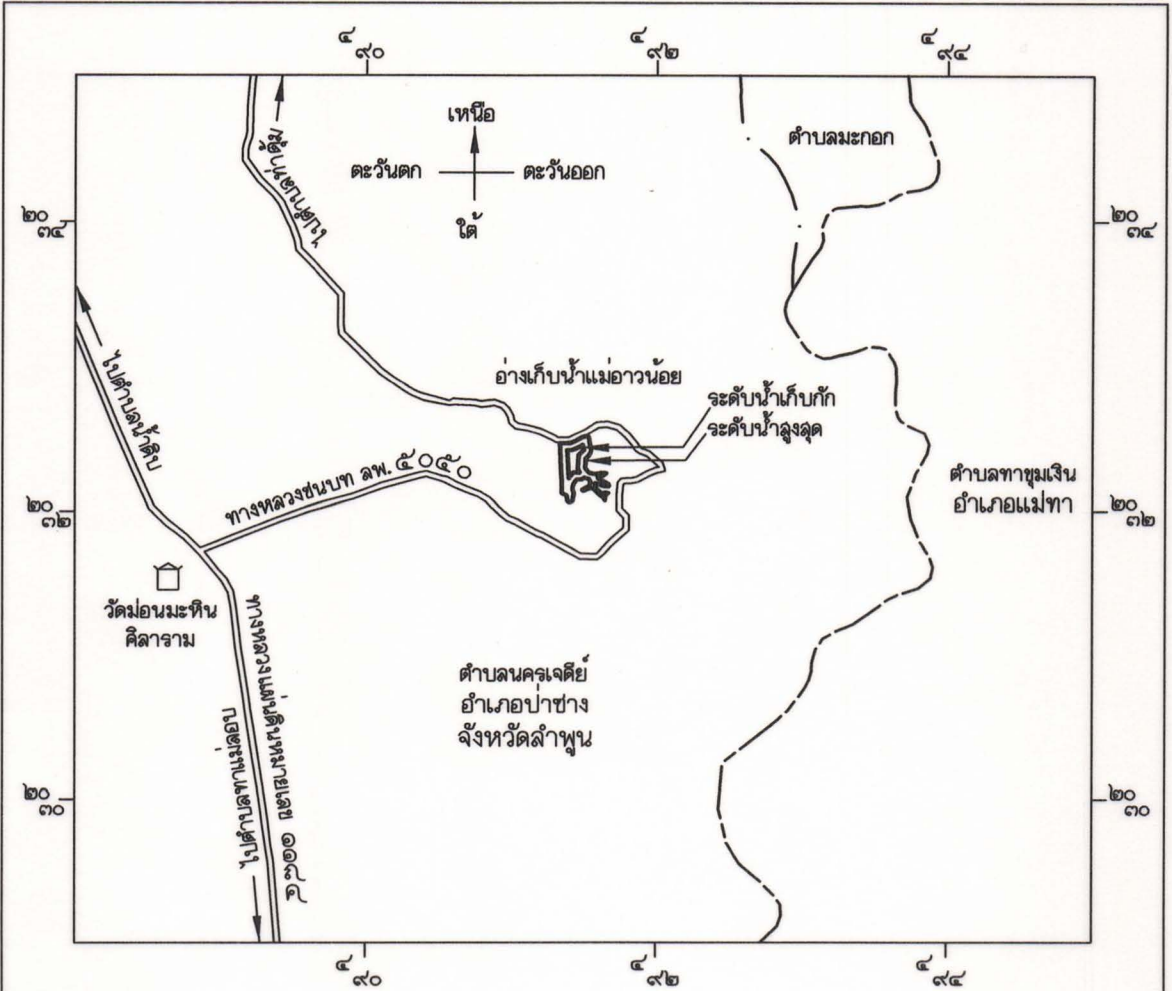 ๔ ๙๐
๔ ๙๒
๔ ๙๔
เหนือ
ตะวันตก
ตะวันออก
ใต้
ตำบลมะกอก
ไปตำบลท่าตุ้ม
๒๐ ๓๔
๒๐ ๓๔
ไปตำบลน้ำดิบ
อ่างเก็บน้ำแม่อาวน้อย
ระดับน้ำเก็บกัก
ระดับน้ำสูงสุด
ทางหลวงชนบท ลพ. ๕๐๕๐
ตำบลทาขุมเงิน
อำเภอแม่ทา
๒๐ ๓๒
๒๐ ๓๒
วัดม่อนมะหิน
ศิลาราม
ทางหลวงแผ่นดินหมายเลข ๑๑๘๔
ไปตำบลทาแม่ลอบ
ตำบลนครเจดีย์
อำเภอป่าซาง
จังหวัดลำพูน
๒๐ ๓๐
๒๐ ๓๐
๔ ๙๐
๔ ๙๒
๔ ๙๔